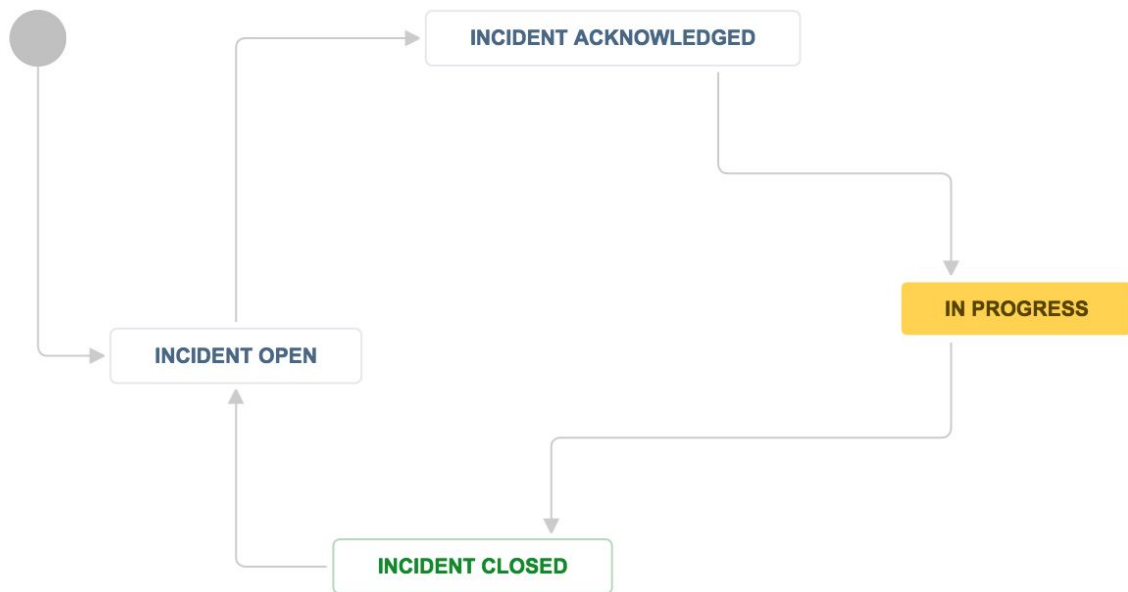 INCIDENT ACKNOWLEDGED
IN PROGRESS
INCIDENT OPEN
INCIDENT CLOSED